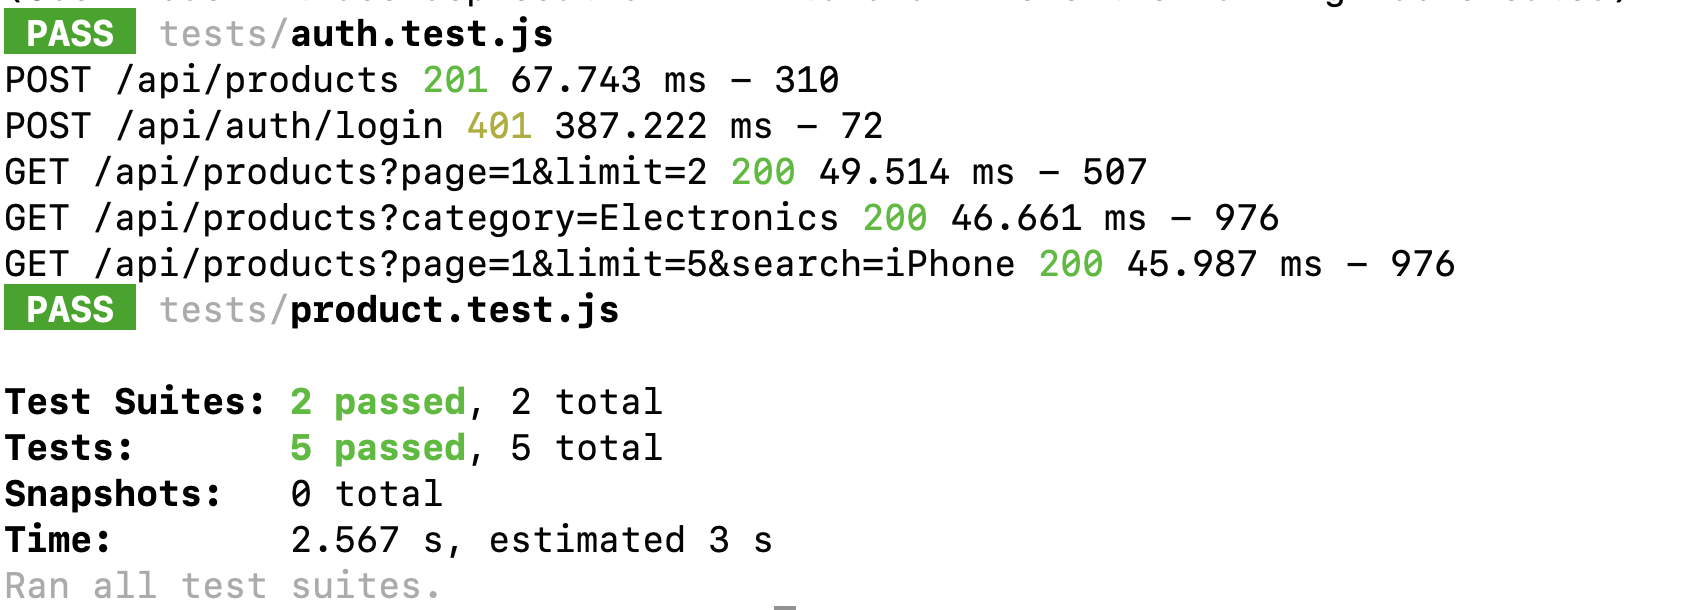 PASS tests/auth.test.js
POST /api/products 201 67.743 ms - 310
POST /api/auth/login 401 387.222 ms - 72
GET /api/products?page=1&limit=2 200 49.514 ms - 507
GET /api/products?category=Electronics 200 46.661 ms - 976
GET /api/products?page=1&limit=5&search=iPhone 200 45.987 ms - 976
PASS tests/product.test.js
Test Suites: 2 passed, 2 total
Tests: 5 passed, 5 total
Snapshots: 0 total
Time: 2.567 s, estimated 3 s
Ran all test suites.